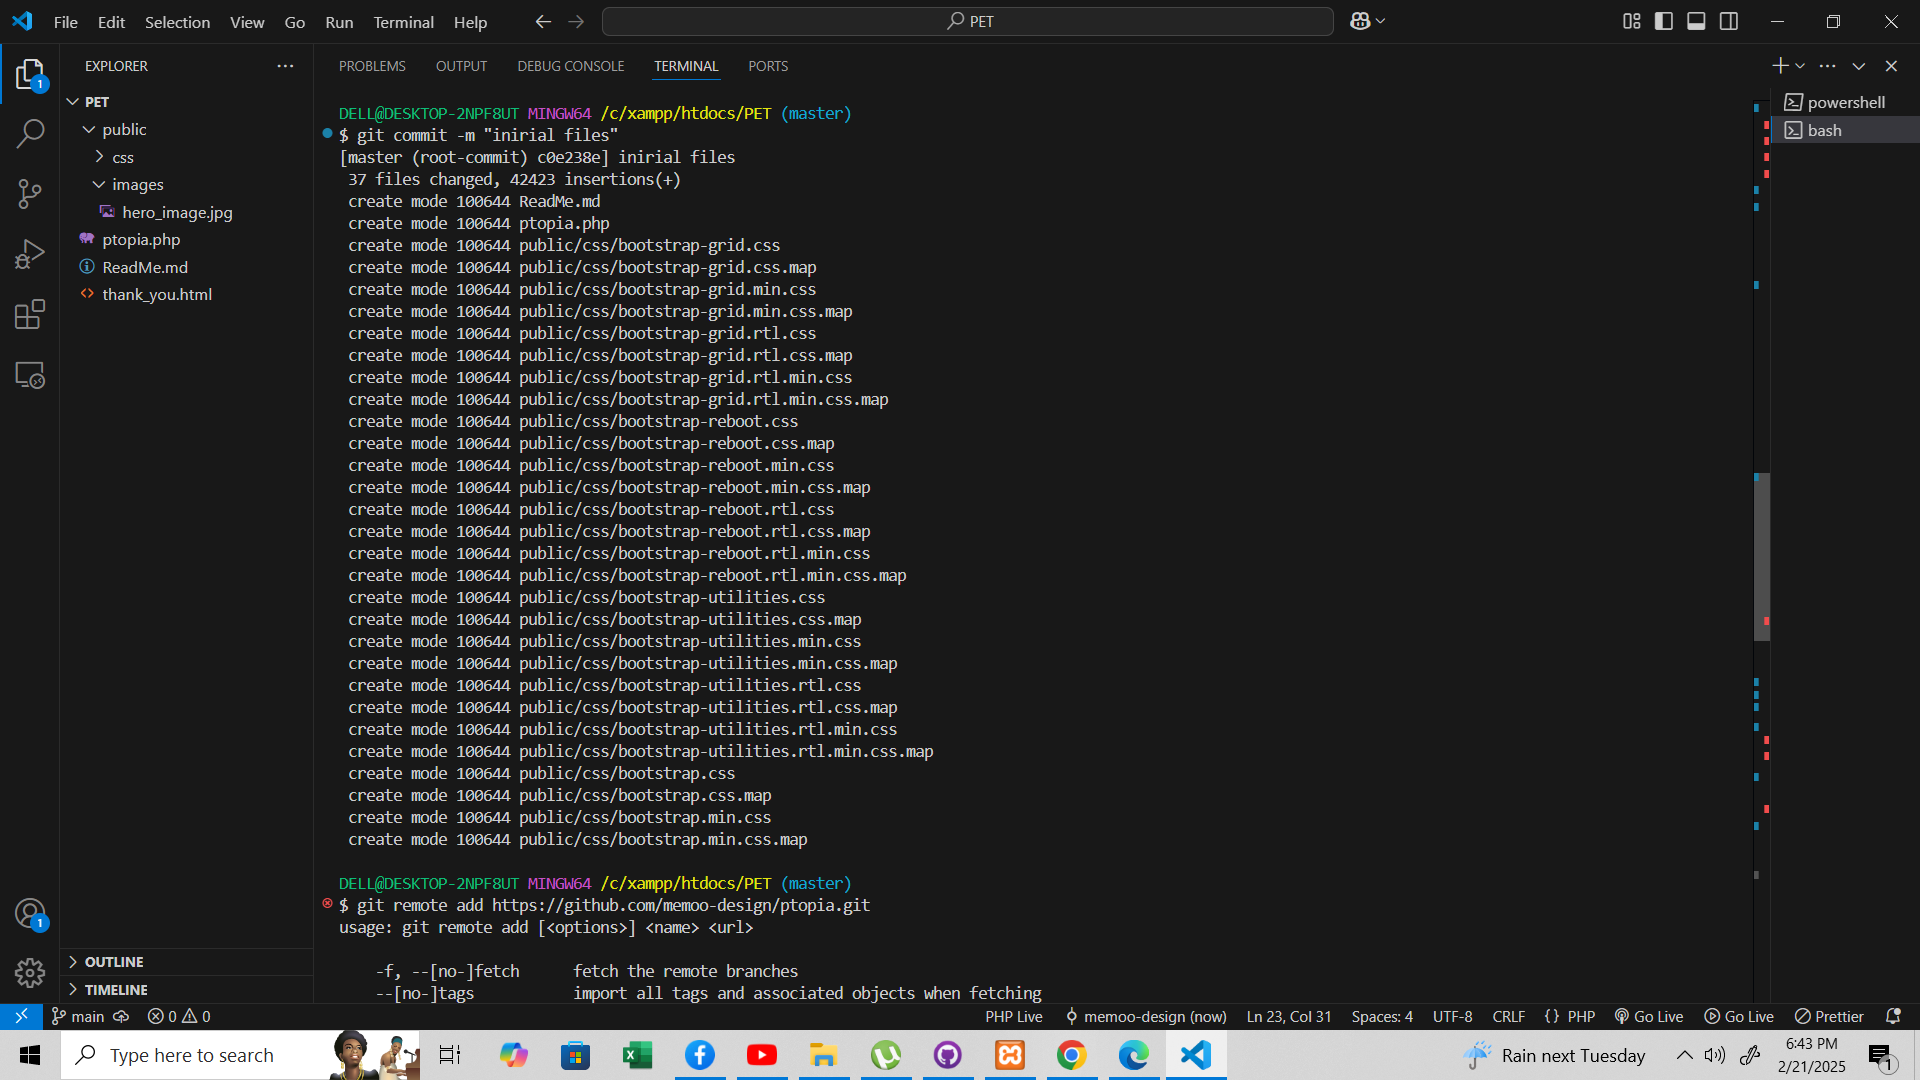 File Edit Selection View Go Run Terminal Help
PET
EXPLORER
PET
public
css
images
hero_image.jpg
ptopia.php
ReadMe.md
thank_you.html
OUTLINE
TIMELINE
PROBLEMS OUTPUT DEBUG CONSOLE TERMINAL PORTS
powershell
bash
DELL@DESKTOP-2NPF8UT MINGW64 /c/xampp/htdocs/PET (master)
$ git commit -m "inirial files"
[master (root-commit) c0e238e] inirial files
37 files changed, 42423 insertions(+)
create mode 100644 ReadMe.md
create mode 100644 ptopia.php
create mode 100644 public/css/bootstrap-grid.css
create mode 100644 public/css/bootstrap-grid.css.map
create mode 100644 public/css/bootstrap-grid.min.css
create mode 100644 public/css/bootstrap-grid.min.css.map
create mode 100644 public/css/bootstrap-grid.rtl.css
create mode 100644 public/css/bootstrap-grid.rtl.css.map
create mode 100644 public/css/bootstrap-grid.rtl.min.css
create mode 100644 public/css/bootstrap-grid.rtl.min.css.map
create mode 100644 public/css/bootstrap-reboot.css
create mode 100644 public/css/bootstrap-reboot.css.map
create mode 100644 public/css/bootstrap-reboot.min.css
create mode 100644 public/css/bootstrap-reboot.min.css.map
create mode 100644 public/css/bootstrap-reboot.rtl.css
create mode 100644 public/css/bootstrap-reboot.rtl.css.map
create mode 100644 public/css/bootstrap-reboot.rtl.min.css
create mode 100644 public/css/bootstrap-reboot.rtl.min.css.map
create mode 100644 public/css/bootstrap-utilities.css
create mode 100644 public/css/bootstrap-utilities.css.map
create mode 100644 public/css/bootstrap-utilities.min.css
create mode 100644 public/css/bootstrap-utilities.min.css.map
create mode 100644 public/css/bootstrap-utilities.rtl.css
create mode 100644 public/css/bootstrap-utilities.rtl.css.map
create mode 100644 public/css/bootstrap-utilities.rtl.min.css
create mode 100644 public/css/bootstrap-utilities.rtl.min.css.map
create mode 100644 public/css/bootstrap.css
create mode 100644 public/css/bootstrap.css.map
create mode 100644 public/css/bootstrap.min.css
create mode 100644 public/css/bootstrap.min.css.map
DELL@DESKTOP-2NPF8UT MINGW64 /c/xampp/htdocs/PET (master)
$ git remote add https://github.com/memoo-design/ptopia.git
usage: git remote add [<options>] <name> <url>
-f, --[no-]fetch fetch the remote branches
--[no-]tags import all tags and associated objects when fetching
1
1
main 0 0 PHP Live memoo-design (now) Ln 23, Col 31 Spaces: 4 UTF-8 CRLF {} PHP Go Live Go Live Prettier
Type here to search
Rain next Tuesday
6:43 PM
2/21/2025
1